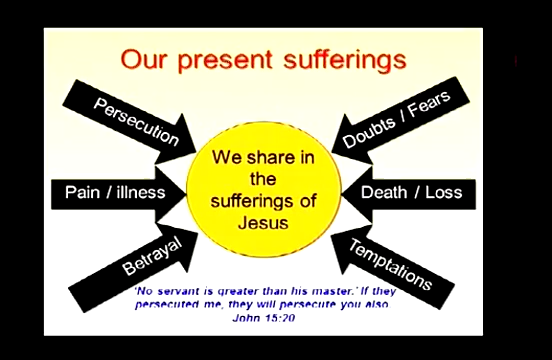 Our present sufferings
Persecution
Doubts / Fears
Pain / illness
We share in
the
sufferings of
Jesus
Death / Loss
Betrayal
Temptations
'No servant is greater than his master.' If they
persecuted me, they will persecute you also.
John 15:20